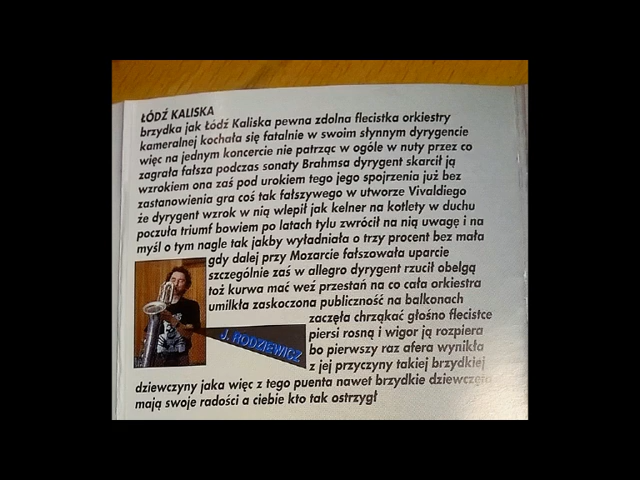 ŁÓDŹ KALISKA
brzydka jak Łódź Kaliska pewna zdolna flecistka orkiestry
kameralnej kochała się fatalnie w swoim słynnym dyrygencie
więc na jednym koncercie nie patrząc w ogóle w nuty przez co
zagrała fałsza podczas sonaty Brahmsa dyrygent skarcił ją
wzrokiem ona zaś pod urokiem tego jego spojrzenia już bez
zastanowienia gra coś tak fałszywego w utworze Vivaldiego
że dyrygent wzrok w nią wlepił jak kelner na kotlety w duchu
poczuła triumf bowiem po latach tylu zwrócił na nią uwagę i na
myśl o tym nagle tak jakby wyładniała o trzy procent bez mała
gdy dalej przy Mozarcie fałszowała uparcie
szczególnie zaś w allegro dyrygent rzucił obelgą
toż kurwa mać weź przestań na co cała orkiestra
umilkła zaskoczona publiczność na balkonach
zaczęła chrząkać głośno flecistce
piersi rosną i wigor ją rozpiera
bo pierwszy raz afera wynikła
z jej przyczyny takiej brzydkiej
dziewczyny jaka więc z tego puenta nawet brzydkie dziewczęta
mają swoje radości a ciebie kto tak ostrzygł
J. RODZIEWICZ